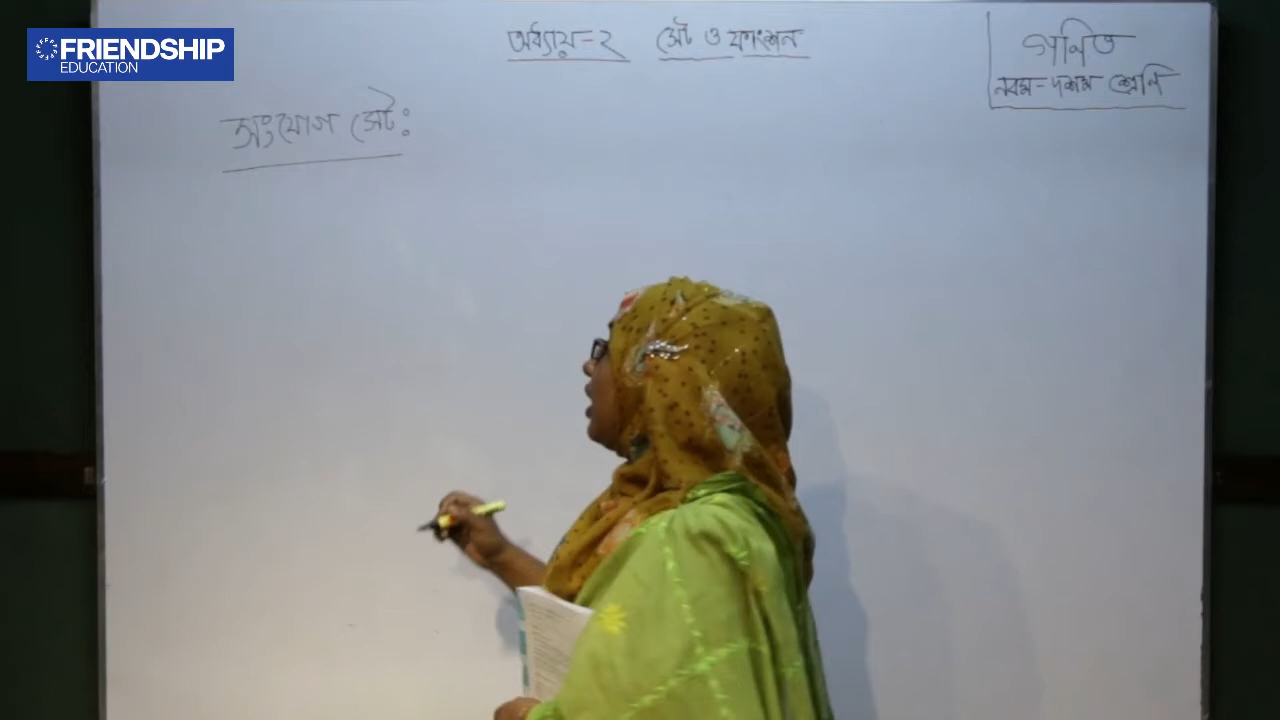 FRIENDSHIP
EDUCATION
অধ্যায়-২ সেট ও ফাংশন
গণিত
নবম-দশম শ্রেণি
সংযোগ সেট: